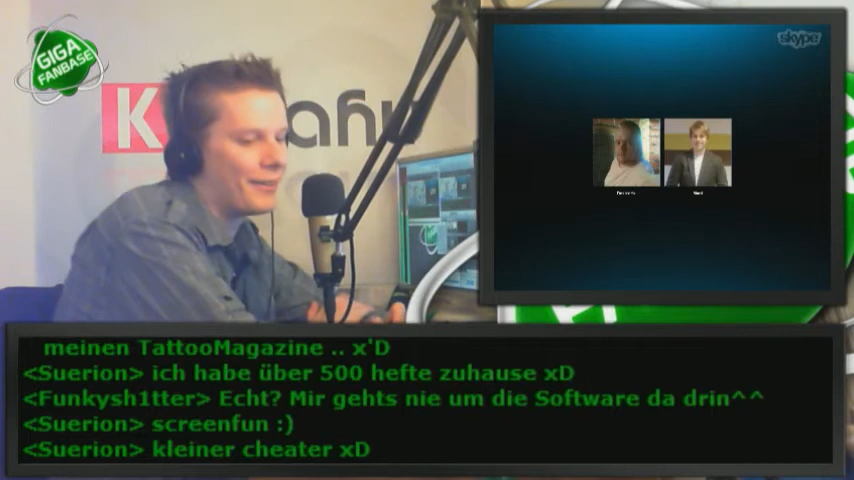 GIGA
FANBASE
K
skype
meinen TattooMagazine .. x'D
<Suerion> ich habe über 500 hefte zuhause xD
<Funkysh1tter> Echt? Mir gehts nie um die Software da drin^^
<Suerion> screenfun :)
<Suerion> kleiner cheater xD